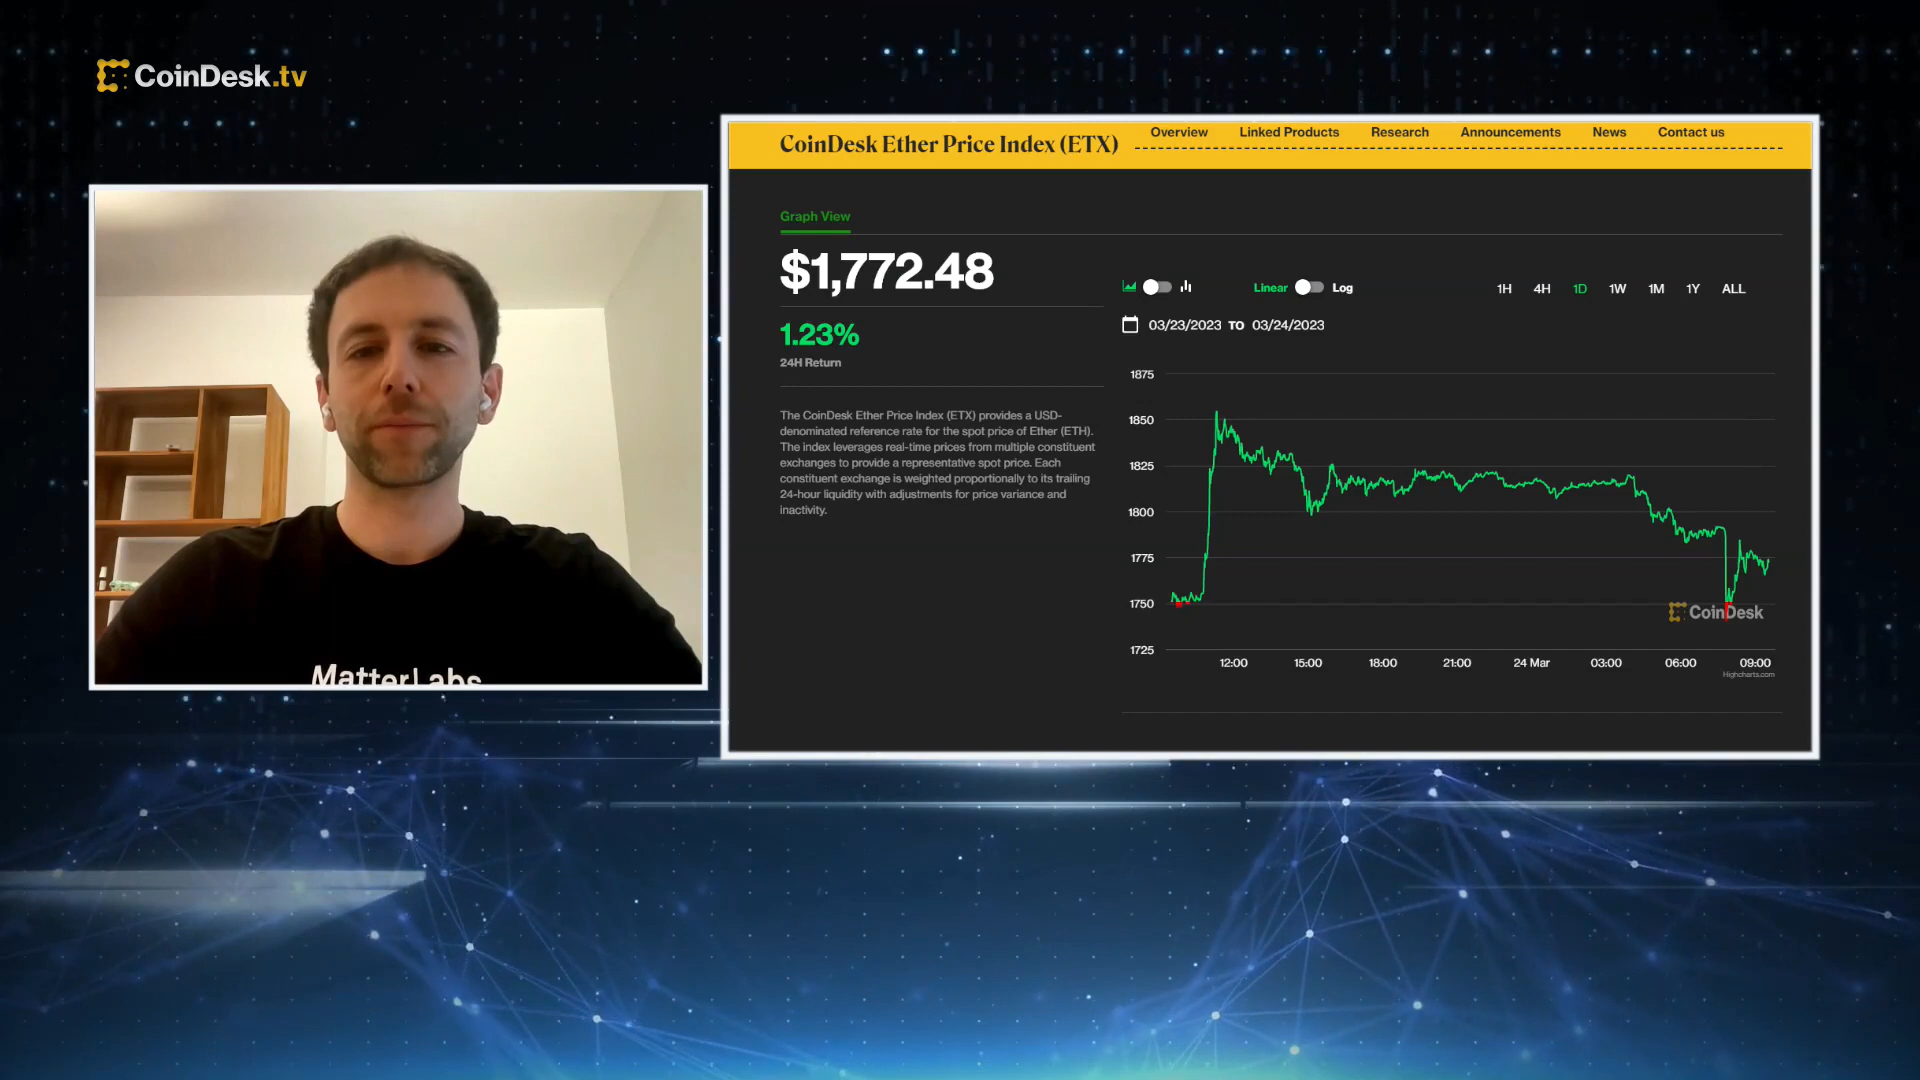 CoinDesk.tv
CoinDesk Ether Price Index (ETX)
Overview Linked Products Research Announcements News Contact us
Graph View
$1,772.48
1.23%
24H Return
The CoinDesk Ether Price Index (ETX) provides a USD-
denominated reference rate for the spot price of Ether (ETH).
The index leverages real-time prices from multiple constituent
exchanges to provide a representative spot price. Each
constituent exchange is weighted proportionally to its trailing
24-hour liquidity with adjustments for price variance and
inactivity.
Linear Log
1H 4H 1D 1W 1M 1Y ALL
03/23/2023 TO 03/24/2023
1875
1850
1825
1800
1775
1750
1725
CoinDesk
12:00 15:00 18:00 21:00 24 Mar 03:00 06:00 09:00
Highcharts.com
MatterLabs